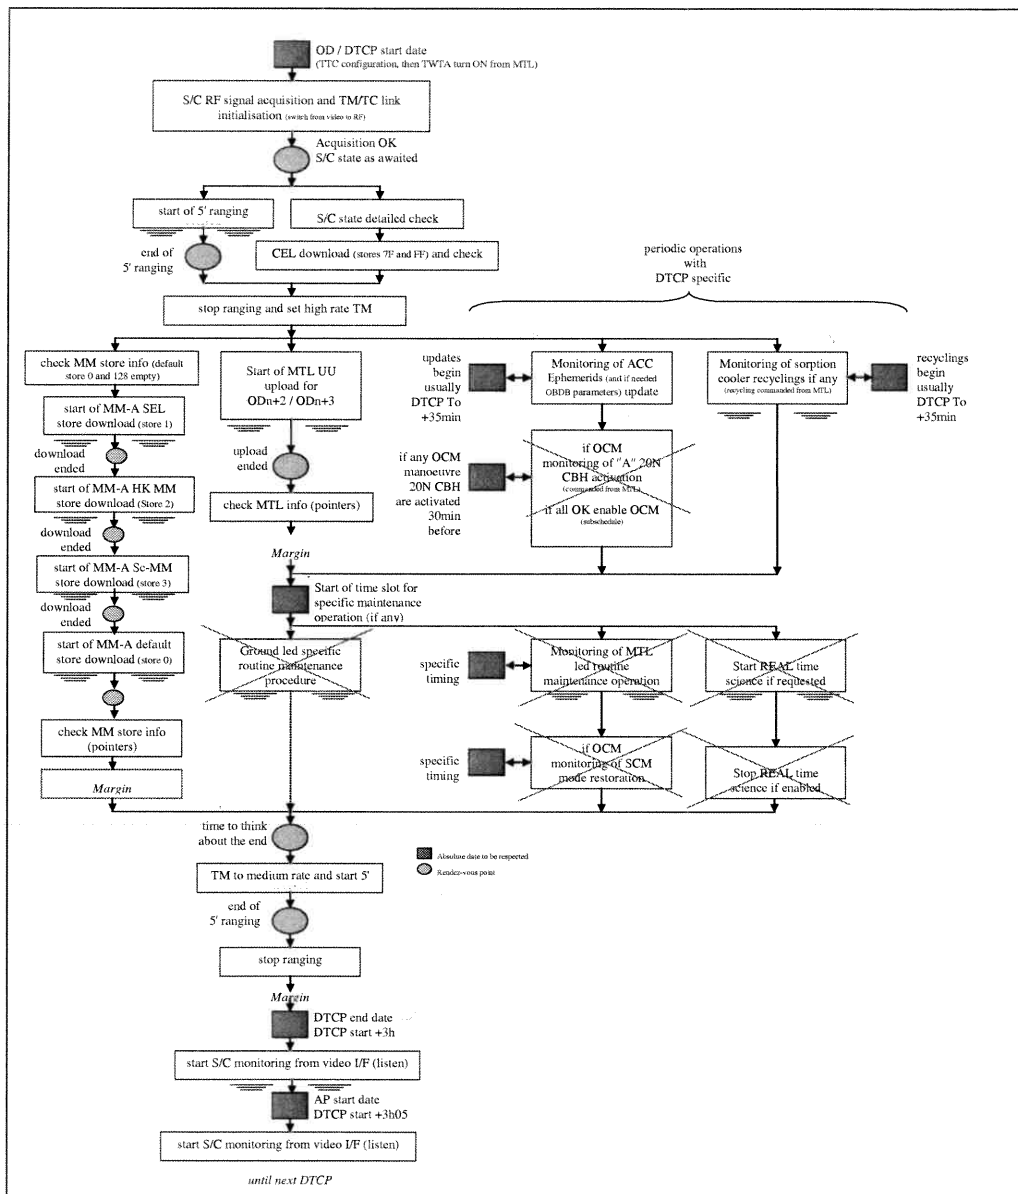 OD / DTCP start date
(TTC configuration, then TWTA turn ON from MTL)
S/C RF signal acquisition and TM/TC link
initialisation (switch from video to RF)
Acquisition OK
S/C state as awaited
start of 5' ranging
S/C state detailed check
end of
5' ranging
CEL download (stores 7F and FF) and check
periodic operations
with
DTCP specific
stop ranging and set high rate TM
check MM store info (default
store 0 and 128 empty)
Start of MTL UU
upload for
ODn+2 / ODn+3
updates
begin
usually
DTCP To
+35min
Monitoring of ACC
Ephemerids (and if needed
OBDB parameters) update
Monitoring of sorption
cooler recyclings if any
(recycling commanded from MTL)
recyclings
begin
usually
DTCP To
+35min
start of MM-A SEL
store download (store 1)
download
ended
start of MM-A HK MM
store download (Store 2)
upload
ended
check MTL info (pointers)
if any OCM
manoeuvre
20N CBH
are activated
30min
before
if OCM
monitoring of "A" 20N
CBH activation
(commanded from MTL)
if all OK enable OCM
(subschedule)
download
ended
start of MM-A Sc-MM
store download (store 3)
Margin
Start of time slot for
specific maintenance
operation (if any)
download
ended
start of MM-A default
store download (store 0)
Ground led specific
routine maintenance
procedure
specific
timing
Monitoring of MTL
led routine
maintenance operation
Start REAL time
science if requested
check MM store info
(pointers)
Margin
specific
timing
if OCM
monitoring of SCM
mode restoration
Stop REAL time
science if enabled
time to think
about the end
Absolute date to be respected
Rendez-vous point
TM to medium rate and start 5'
end of
5' ranging
stop ranging
Margin
DTCP end date
DTCP start +3h
start S/C monitoring from video I/F (listen)
AP start date
DTCP start +3h05
start S/C monitoring from video I/F (listen)
until next DTCP